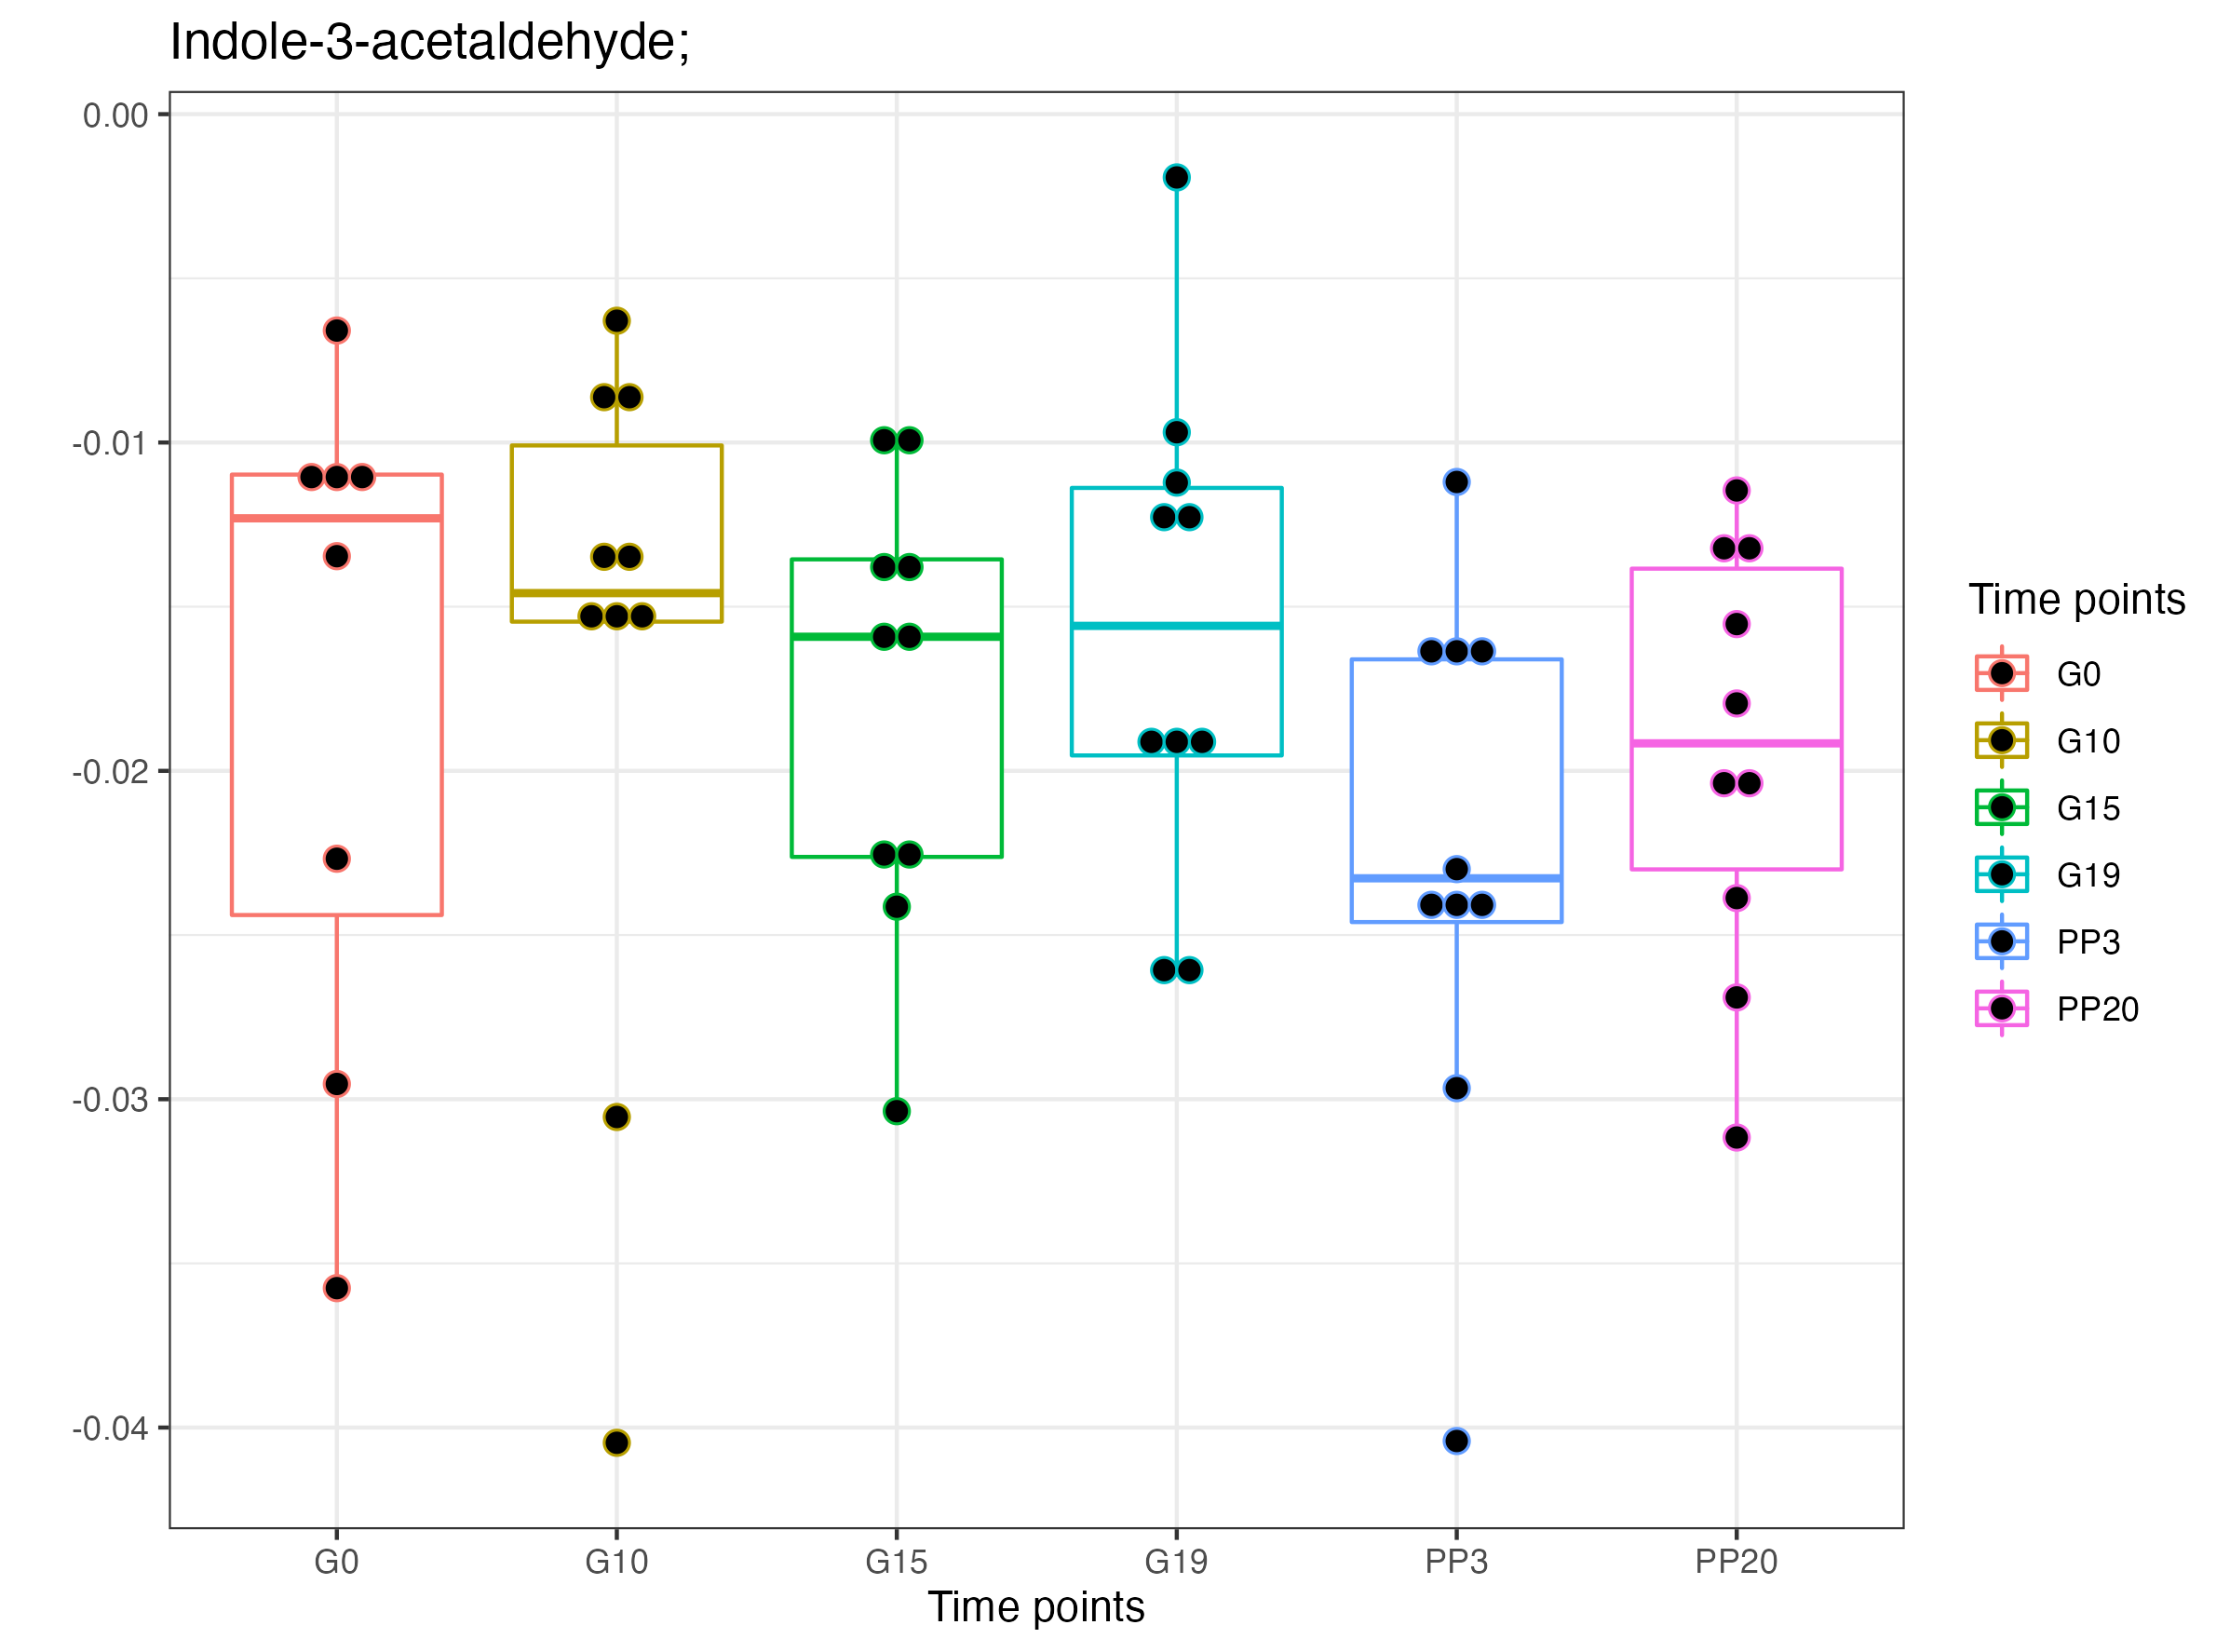 Indole-3-acetaldehyde;
0.00
-0.01
-0.02
-0.03
-0.04
G0 G10 G15 G19 PP3 PP20
Time points
Time points
G0
G10
G15
G19
PP3
PP20